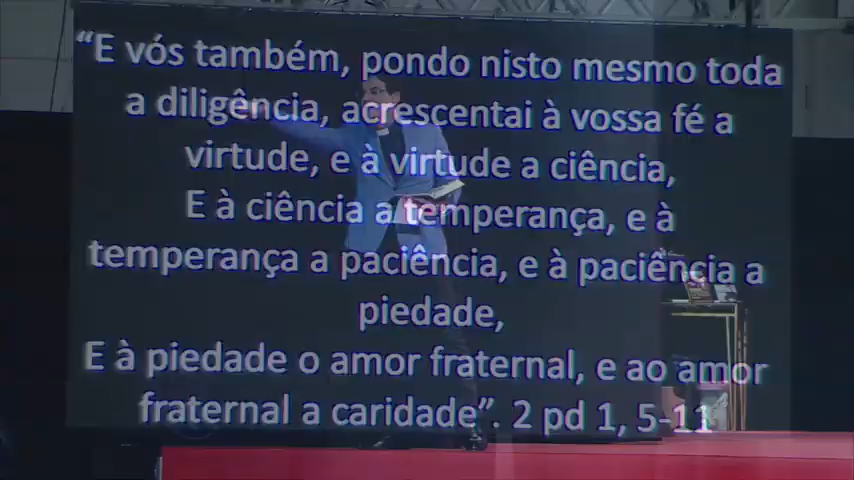 “E vós também, pondo nisto mesmo toda
a diligência, acrescentai à vossa fé a
virtude, e à virtude a ciência,
E à ciência a temperança, e à
temperança a paciência, e à paciência a
piedade,
E à piedade o amor fraternal, e ao amor
fraternal a caridade”. 2 pd 1, 5-11